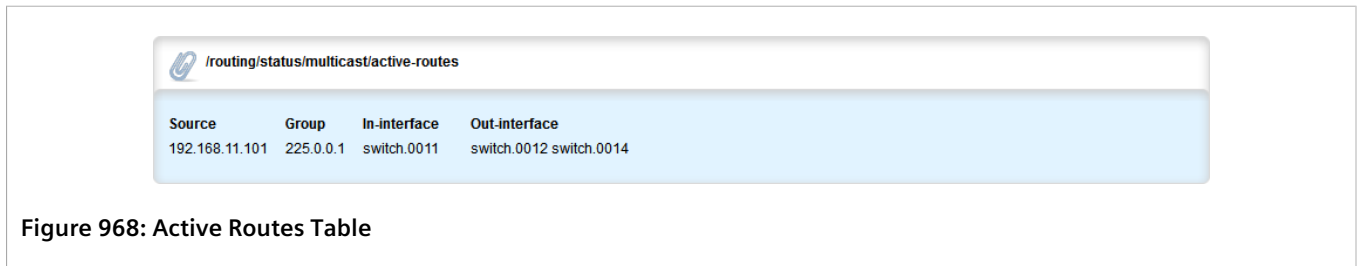 /routing/status/multicast/active-routes
Source Group In-interface Out-interface
192.168.11.101 225.0.0.1 switch.0011 switch.0012 switch.0014
Figure 968: Active Routes Table